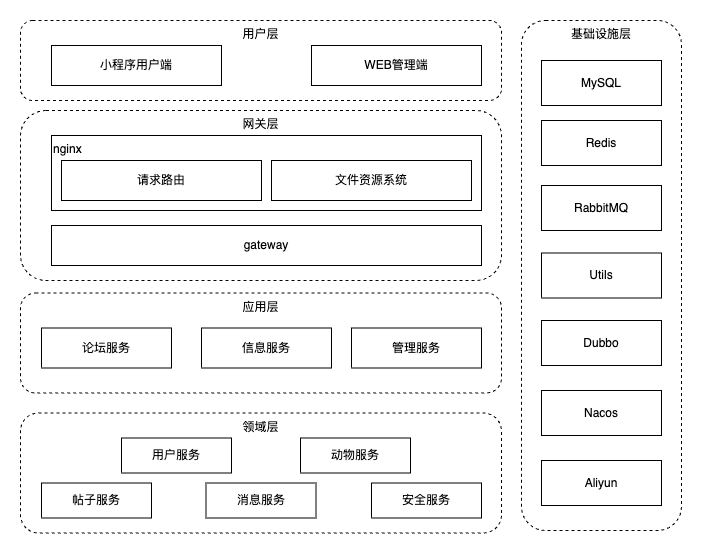 用户层
小程序用户端
WEB管理端
网关层
nginx
请求路由
文件资源系统
gateway
应用层
论坛服务
信息服务
管理服务
领域层
用户服务
动物服务
帖子服务
消息服务
安全服务
基础设施层
MySQL
Redis
RabbitMQ
Utils
Dubbo
Nacos
Aliyun